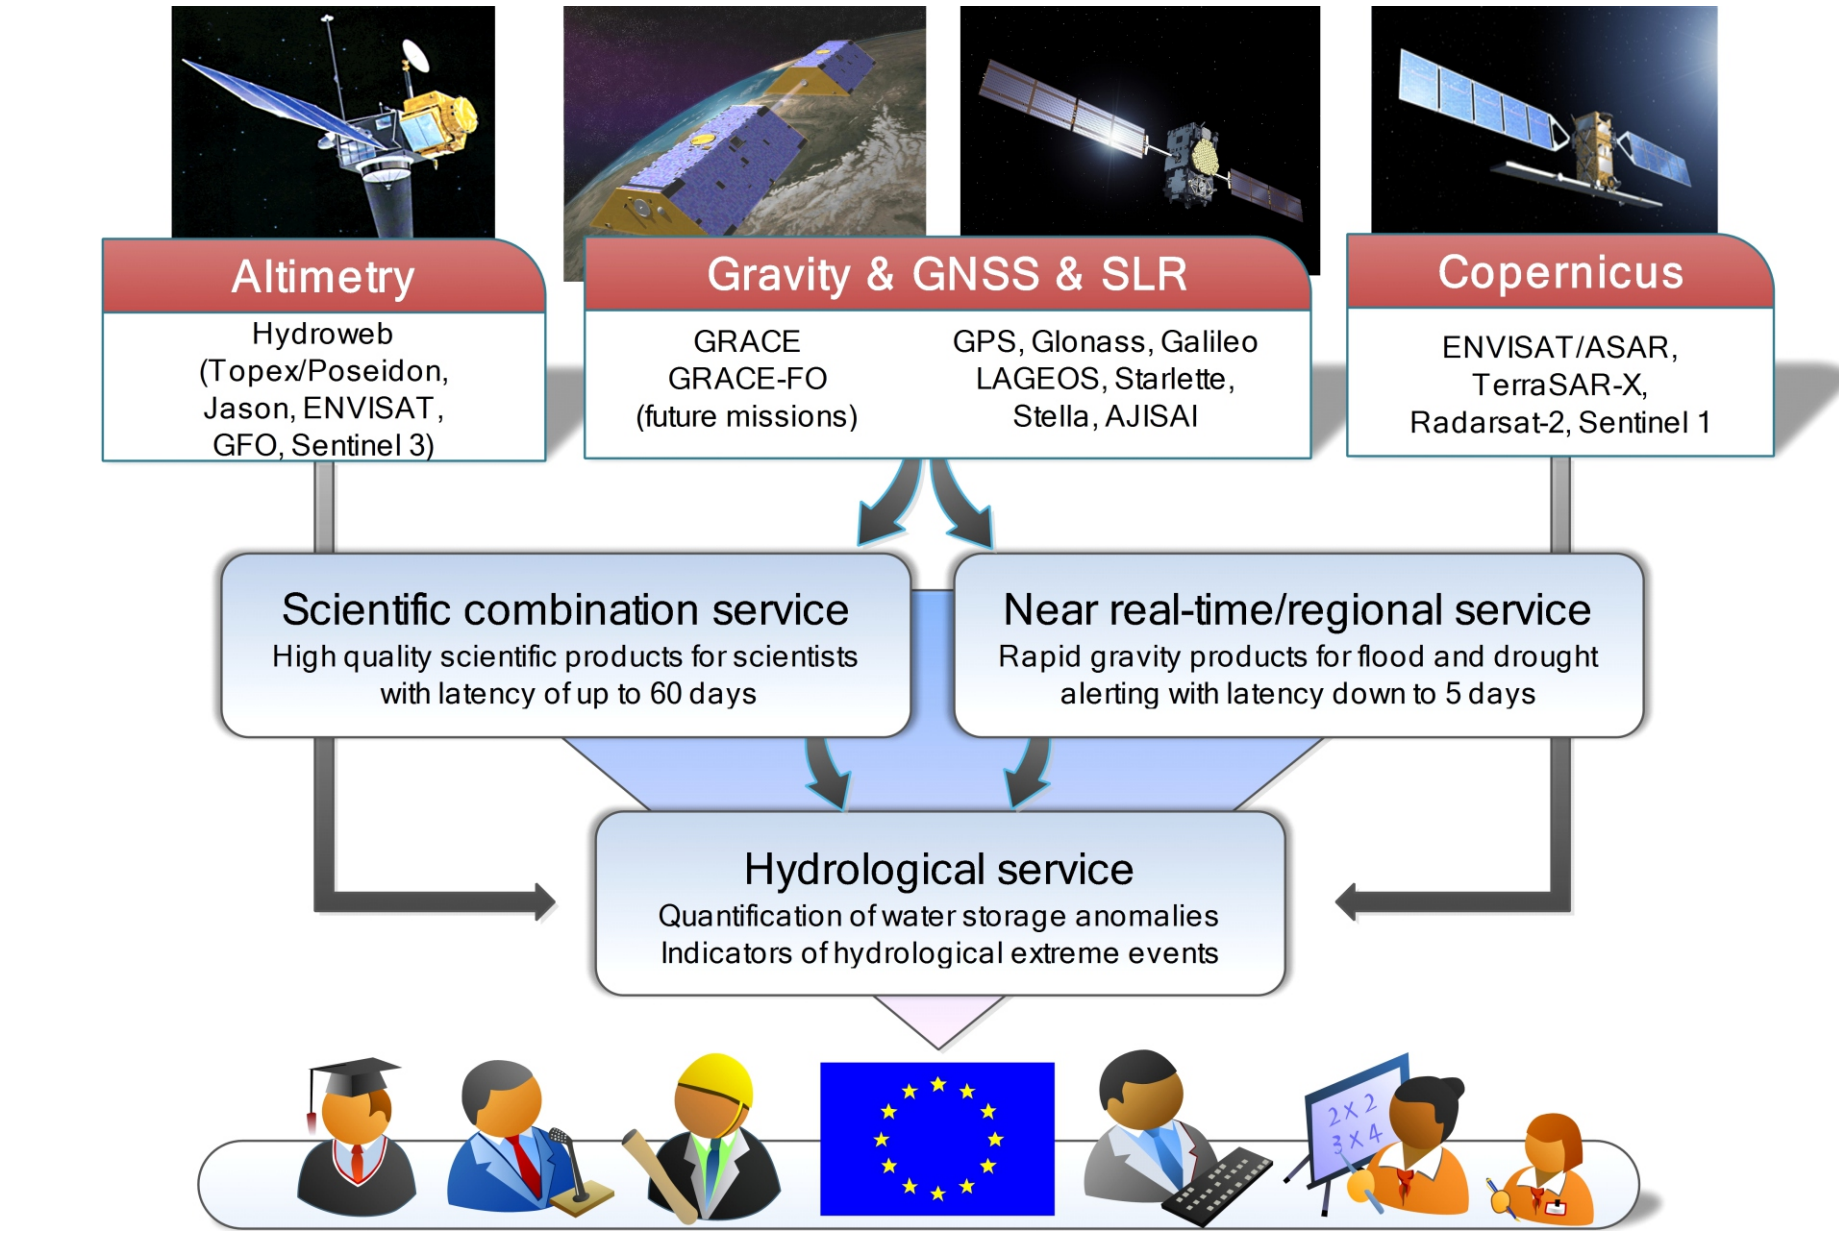 Altimetry
Hydroweb
(Topex/Poseidon,
Jason, ENVISAT,
GFO, Sentinel 3)
Gravity & GNSS & SLR
GRACE
GRACE-FO
(future missions)
GPS, Glonass, Galileo
LAGEOS, Starlette,
Stella, AJISAI
Copernicus
ENVISAT/ASAR,
TerraSAR-X,
Radarsat-2, Sentinel 1
Scientific combination service
High quality scientific products for scientists
with latency of up to 60 days
Near real-time/regional service
Rapid gravity products for flood and drought
alerting with latency down to 5 days
Hydrological service
Quantification of water storage anomalies
Indicators of hydrological extreme events
2 X 2
3 X 4